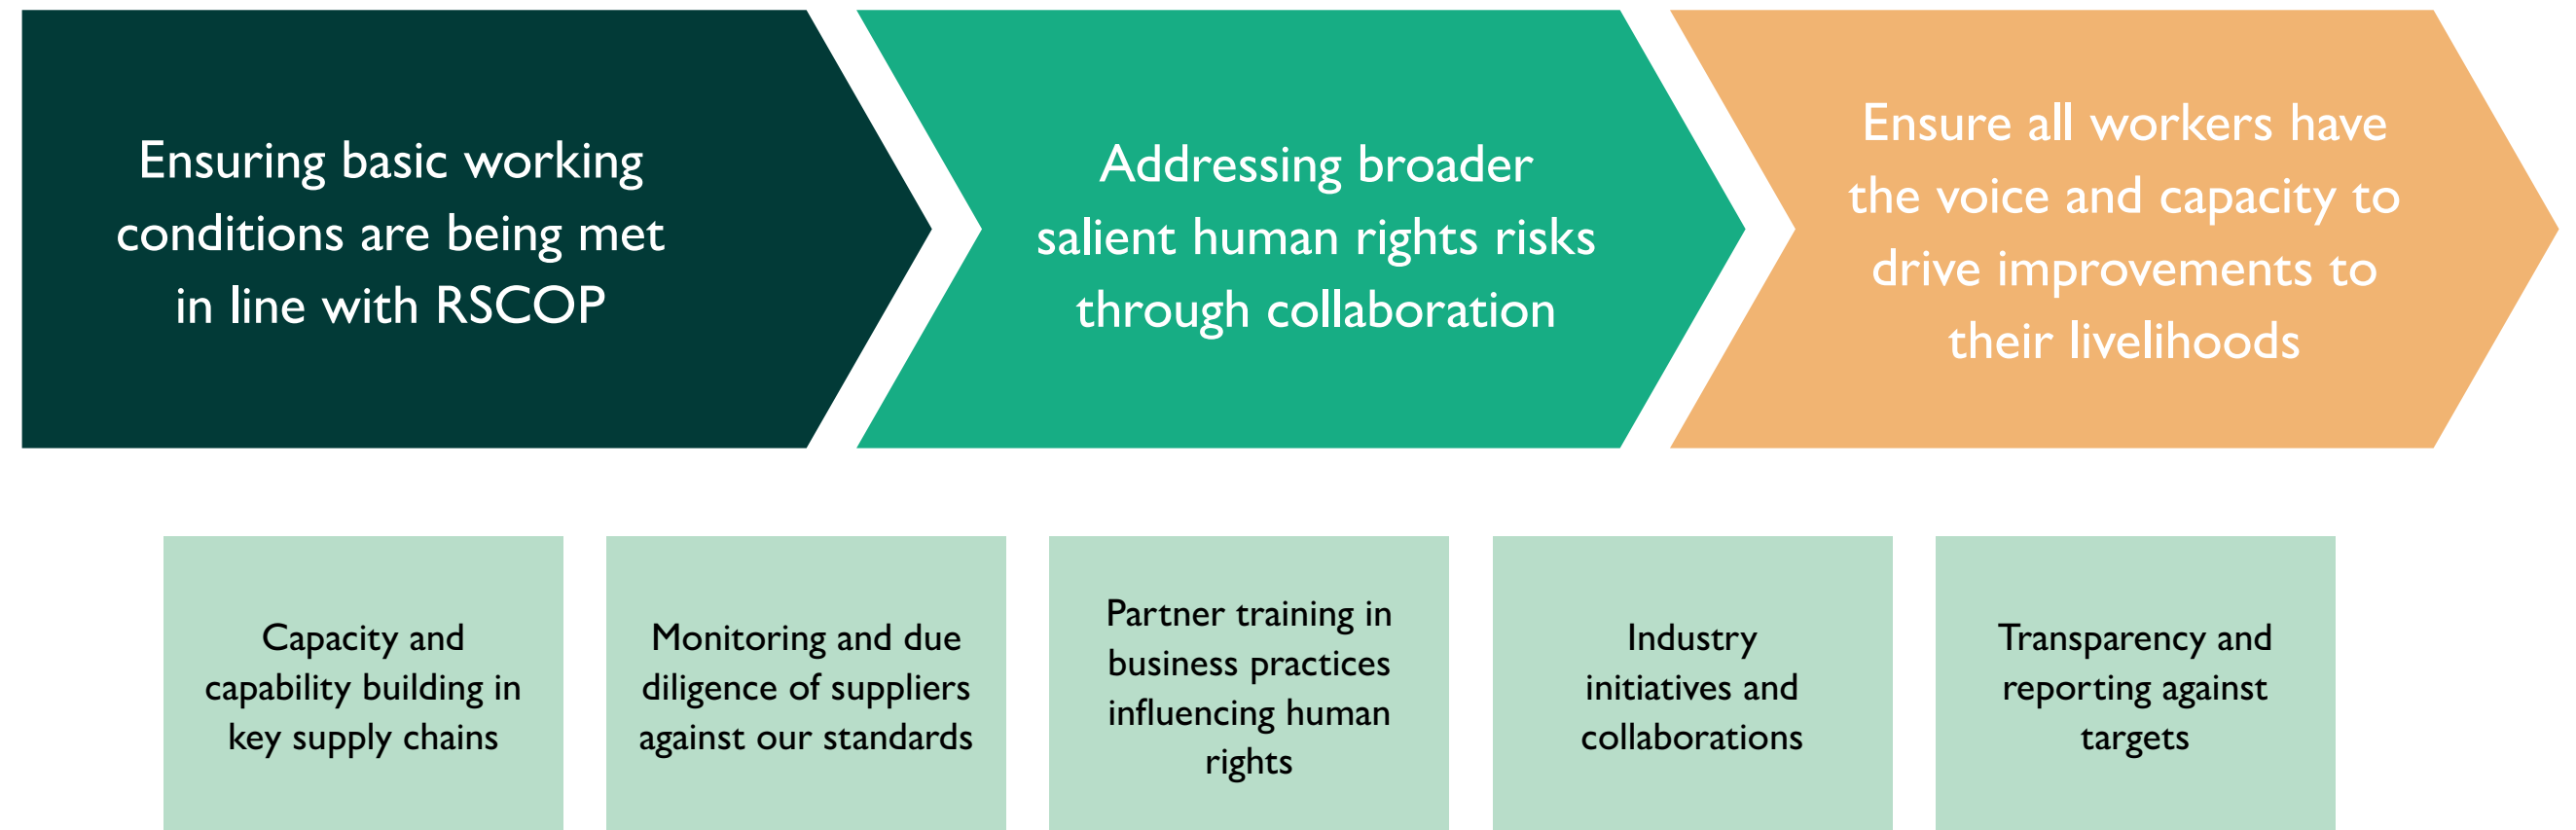 Ensuring basic working
conditions are being met
in line with RSCOP
Addressing broader
salient human rights risks
through collaboration
Ensure all workers have
the voice and capacity to
drive improvements to
their livelihoods
Capacity and
capability building in
key supply chains
Monitoring and due
diligence of suppliers
against our standards
Partner training in
business practices
influencing human
rights
Industry
initiatives and
collaborations
Transparency and
reporting against
targets